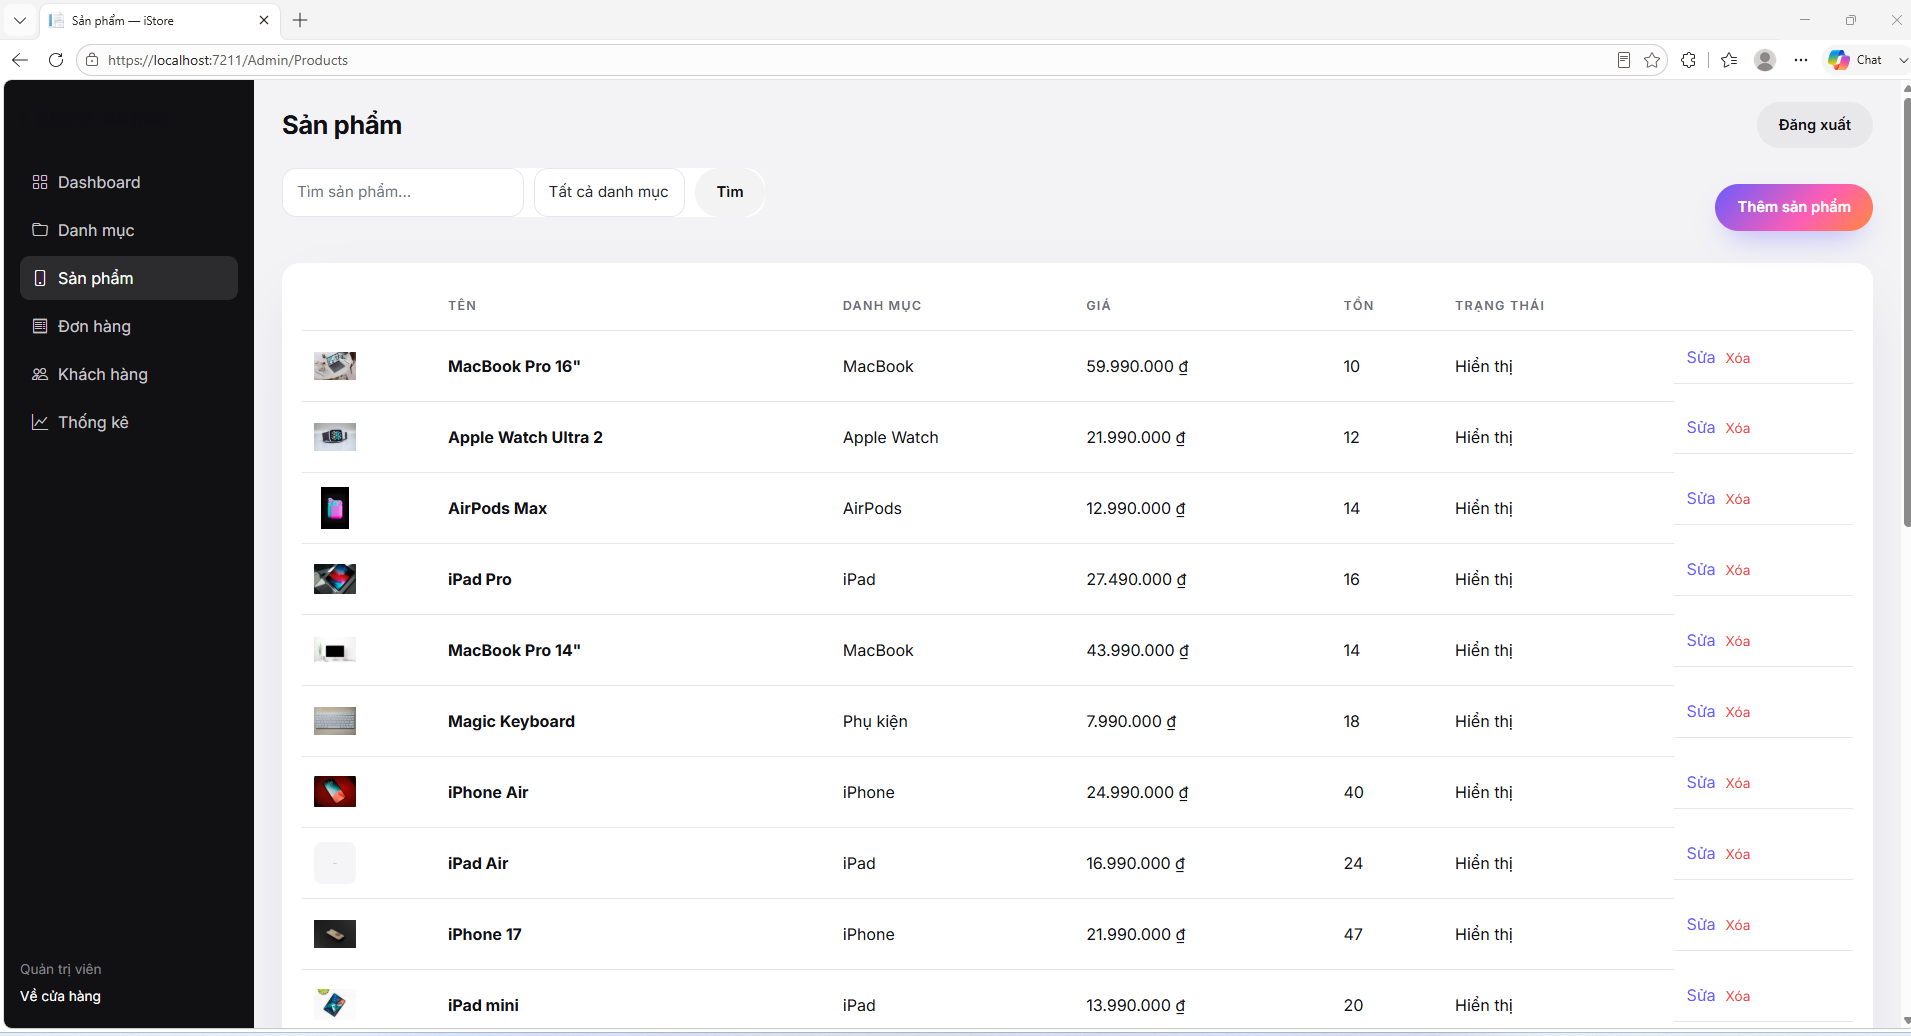 Sản phẩm — iStore
https://localhost:7211/Admin/Products
Chat
Sản phẩm
Đăng xuất
Dashboard
Danh mục
Sản phẩm
Đơn hàng
Khách hàng
Thống kê
Quản trị viên
Về cửa hàng
Tìm sản phẩm...
Tất cả danh mục
Tìm
Thêm sản phẩm
TÊN DANH MỤC GIÁ TỒN TRẠNG THÁI
MacBook Pro 16" MacBook 59.990.000 ₫ 10 Hiển thị Sửa Xóa
Apple Watch Ultra 2 Apple Watch 21.990.000 ₫ 12 Hiển thị Sửa Xóa
AirPods Max AirPods 12.990.000 ₫ 14 Hiển thị Sửa Xóa
iPad Pro iPad 27.490.000 ₫ 16 Hiển thị Sửa Xóa
MacBook Pro 14" MacBook 43.990.000 ₫ 14 Hiển thị Sửa Xóa
Magic Keyboard Phụ kiện 7.990.000 ₫ 18 Hiển thị Sửa Xóa
iPhone Air iPhone 24.990.000 ₫ 40 Hiển thị Sửa Xóa
iPad Air iPad 16.990.000 ₫ 24 Hiển thị Sửa Xóa
iPhone 17 iPhone 21.990.000 ₫ 47 Hiển thị Sửa Xóa
iPad mini iPad 13.990.000 ₫ 20 Hiển thị Sửa Xóa